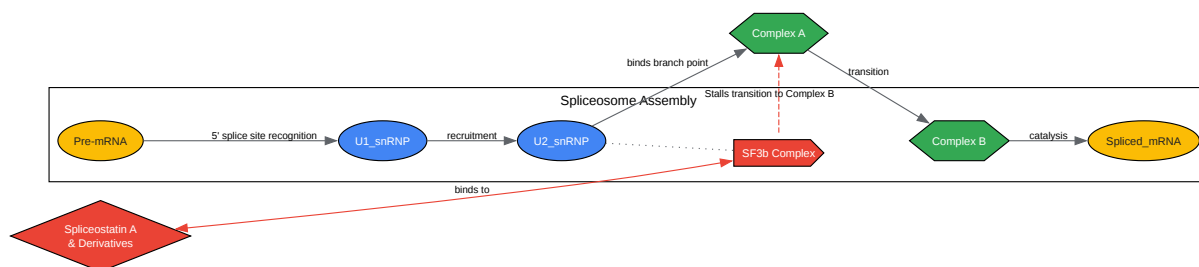 Complex A
binds branch point
transition
Stalls transition to Complex B
Spliceosome Assembly
Pre-mRNA
5' splice site recognition
U1_snRNP
recruitment
U2_snRNP
SF3b Complex
Complex B
catalysis
Spliced_mRNA
binds to
Spliceostatin A
& Derivatives